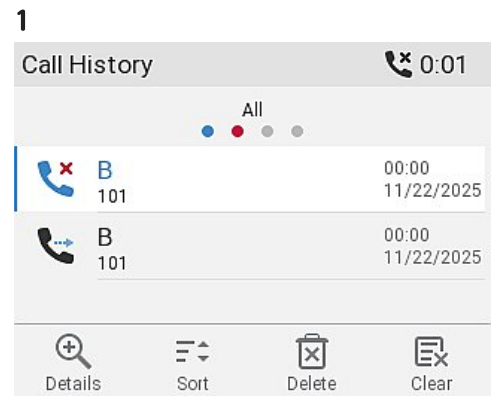 1
Call History 0:01
All
B 00:00
101 11/22/2025
B 00:00
101 11/22/2025
Details Sort Delete Clear